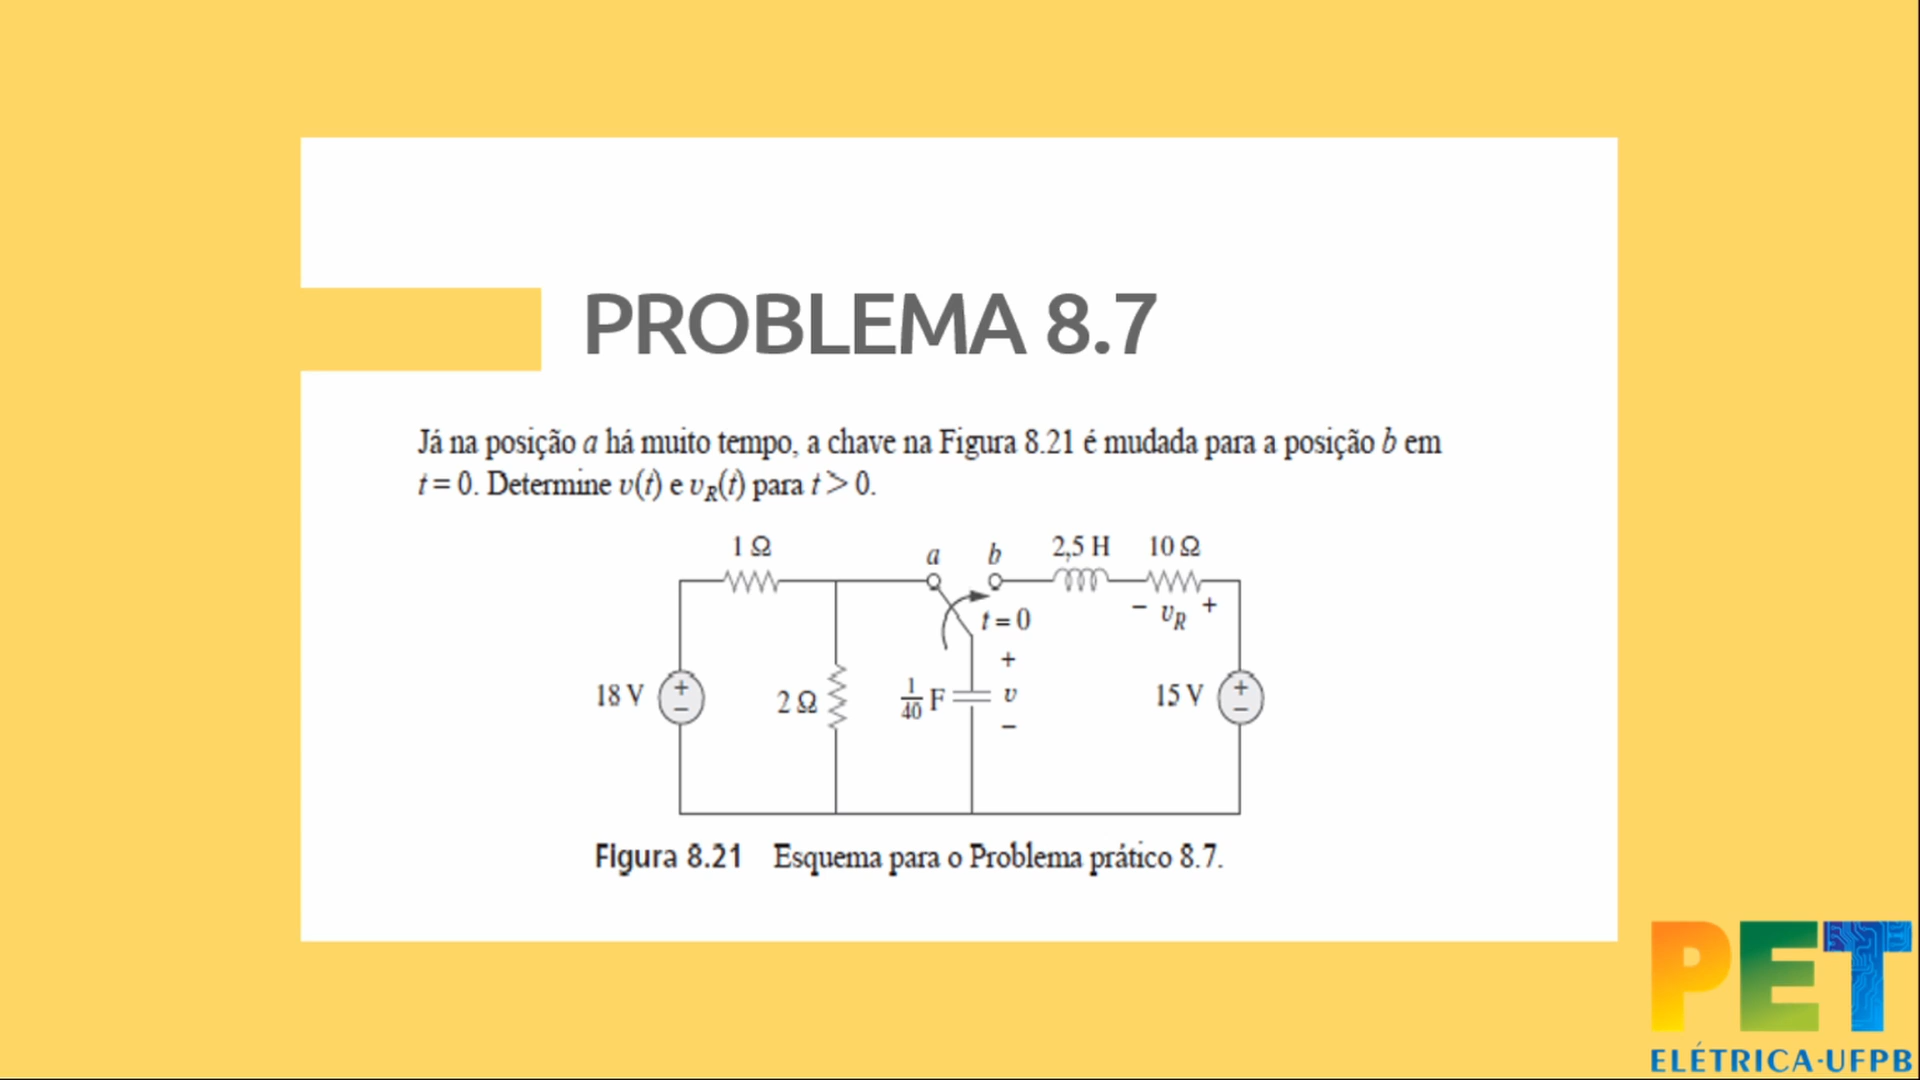 PROBLEMA 8.7
Já na posição a há muito tempo, a chave na Figura 8.21 é mudada para a posição b em
t = 0. Determine v(t) e vR(t) para t > 0.
1 Ω
a
b
2,5 H
10 Ω
t = 0
− vR +
+
18 V
+
−
2 Ω
1/40 F
v
−
15 V
+
−
Figura 8.21 Esquema para o Problema prático 8.7.
PET
ELÉTRICA-UFPB